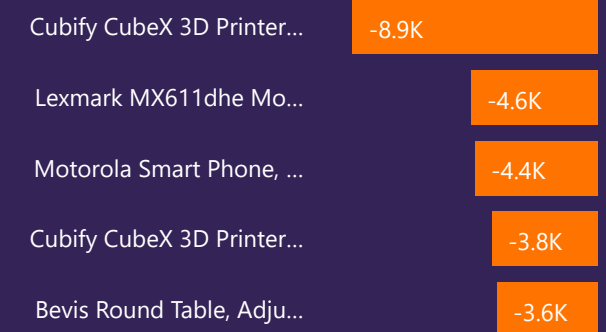 Cubify CubeX 3D Printer... -8.9K
Lexmark MX611dhe Mo... -4.6K
Motorola Smart Phone, ... -4.4K
Cubify CubeX 3D Printer... -3.8K
Bevis Round Table, Adju... -3.6K